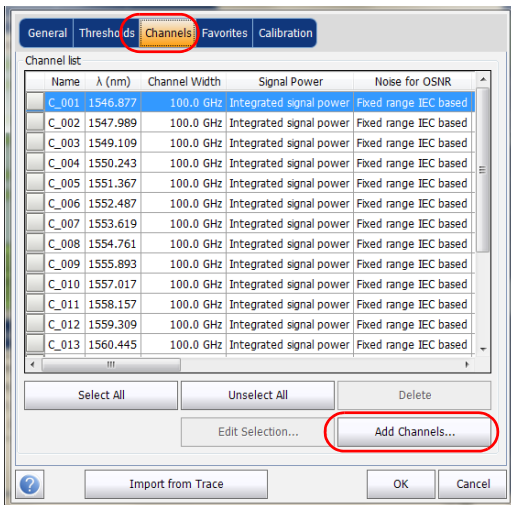 General Thresholds Channels Favorites Calibration
Channel list
Name λ (nm) Channel Width Signal Power Noise for OSNR
C_001 1546.877 100.0 GHz Integrated signal power Fixed range IEC based
C_002 1547.989 100.0 GHz Integrated signal power Fixed range IEC based
C_003 1549.109 100.0 GHz Integrated signal power Fixed range IEC based
C_004 1550.243 100.0 GHz Integrated signal power Fixed range IEC based
C_005 1551.367 100.0 GHz Integrated signal power Fixed range IEC based
C_006 1552.487 100.0 GHz Integrated signal power Fixed range IEC based
C_007 1553.619 100.0 GHz Integrated signal power Fixed range IEC based
C_008 1554.761 100.0 GHz Integrated signal power Fixed range IEC based
C_009 1555.893 100.0 GHz Integrated signal power Fixed range IEC based
C_010 1557.017 100.0 GHz Integrated signal power Fixed range IEC based
C_011 1558.157 100.0 GHz Integrated signal power Fixed range IEC based
C_012 1559.309 100.0 GHz Integrated signal power Fixed range IEC based
C_013 1560.445 100.0 GHz Integrated signal power Fixed range IEC based
Select All Unselect All Delete
Edit Selection... Add Channels...
? Import from Trace OK Cancel